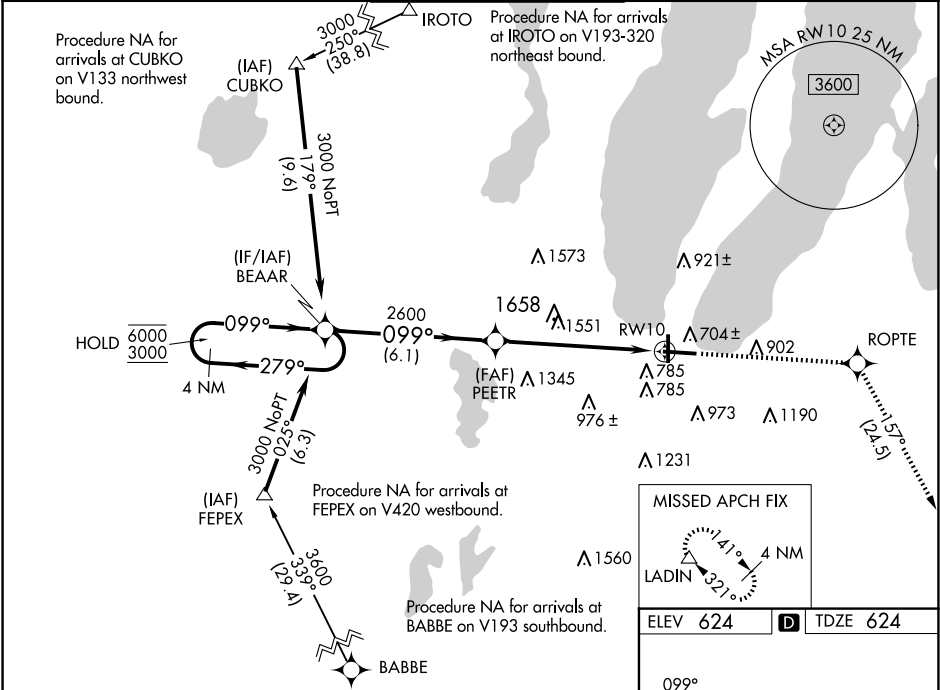 Procedure NA for
arrivals at CUBKO
on V133 northwest
bound.
(IAF)
CUBKO
3000
250°
(38.8)
IROTO
Procedure NA for arrivals
at IROTO on V193-320
northeast bound.
MSA RW10 25 NM
3600
3000 NoPT
179°
(9.6)
(IF/IAF)
BEAAR
HOLD
6000
3000
099°
279°
4 NM
2600
099°
(6.1)
1573
1658
1551
(FAF)
PEETR
1345
976 ±
921±
RW10
704±
902
785
785
973
1190
1231
ROPTE
157°
(24.5)
3000 NoPT
025°
(6.3)
(IAF)
FEPEX
Procedure NA for arrivals at
FEPEX on V420 westbound.
3600
339°
(29.4)
1560
Procedure NA for arrivals at
BABBE on V193 southbound.
BABBE
MISSED APCH FIX
141°
321°
4 NM
LADIN
ELEV 624
D
TDZE 624
099°